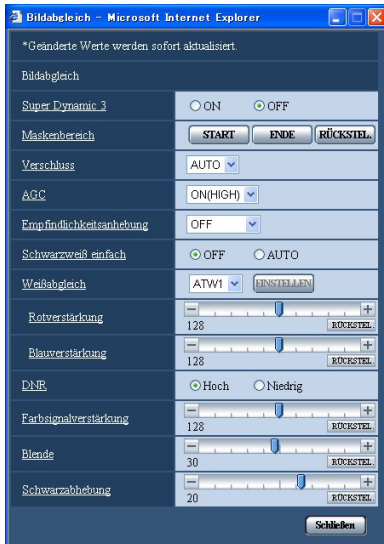 Bildabgleich - Microsoft Internet Explorer
*Geänderte Werte werden sofort aktualisiert.
Bildabgleich
Super Dynamic 3 ON OFF
Maskenbereich START ENDE RÜCKSTEL.
Verschluss AUTO
AGC ON(HIGH)
Empfindlichkeitsanhebung OFF
Schwarzweiß einfach OFF AUTO
Weißabgleich ATW1 EINSTELLEN
Rotverstärkung
128 RÜCKSTEL.
Blauverstärkung
128 RÜCKSTEL.
DNR Hoch Niedrig
Farbsignalverstärkung
128 RÜCKSTEL.
Blende
30 RÜCKSTEL.
Schwarzabhebung
20 RÜCKSTEL.
Schließen